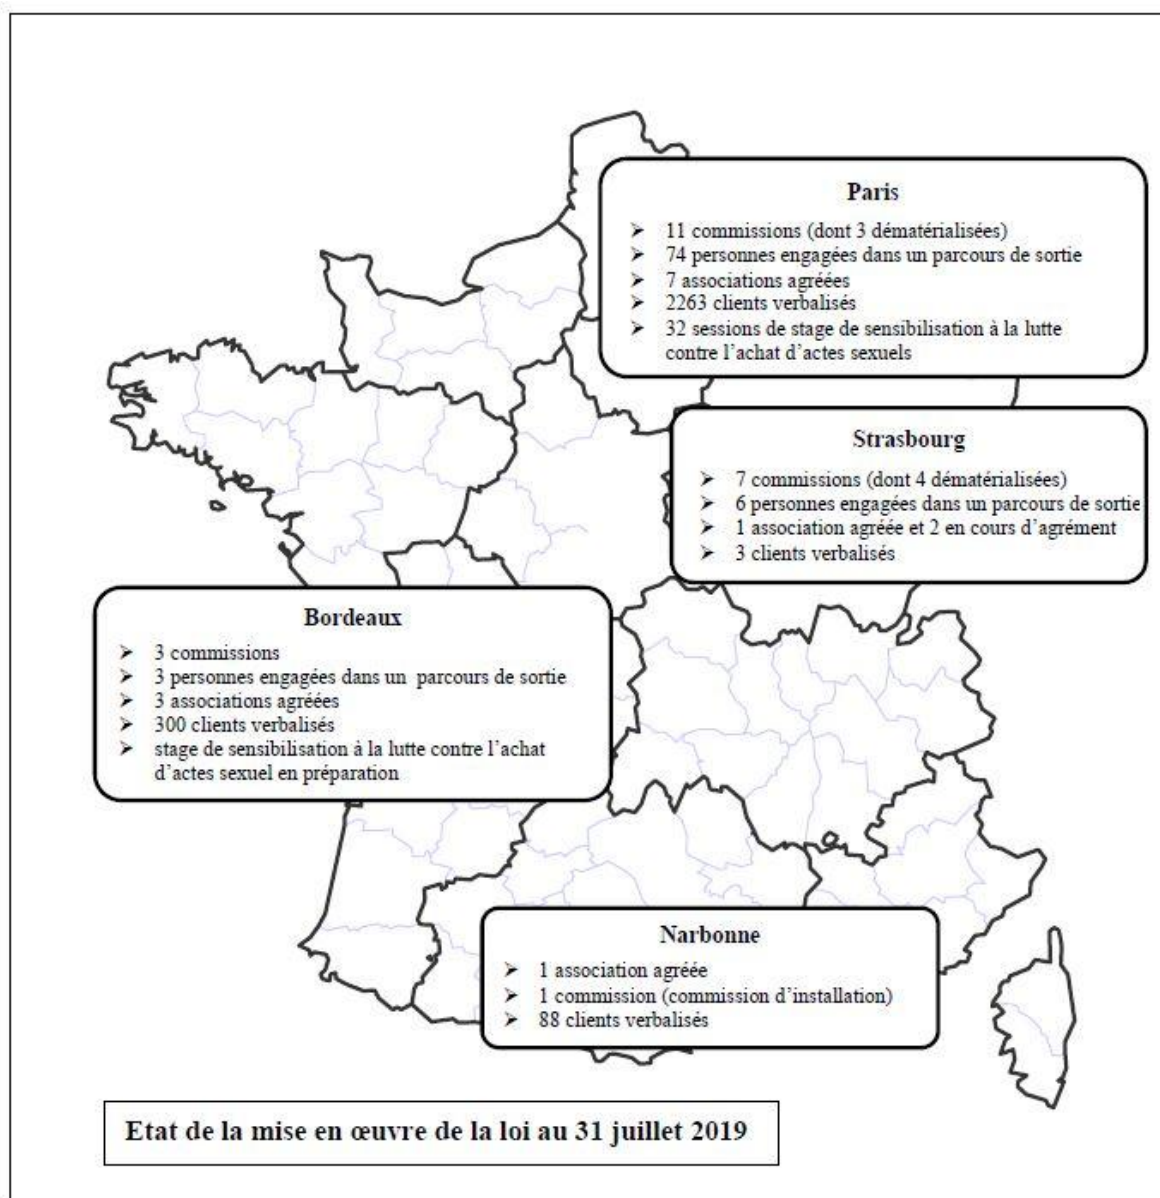 Paris
➢ 11 commissions (dont 3 dématérialisées)
➢ 74 personnes engagées dans un parcours de sortie
➢ 7 associations agréées
➢ 2263 clients verbalisés
➢ 32 sessions de stage de sensibilisation à la lutte
contre l'achat d'actes sexuels
Strasbourg
➢ 7 commissions (dont 4 dématérialisées)
➢ 6 personnes engagées dans un parcours de sortie
➢ 1 association agréée et 2 en cours d'agrément
➢ 3 clients verbalisés
Bordeaux
➢ 3 commissions
➢ 3 personnes engagées dans un parcours de sortie
➢ 3 associations agréées
➢ 300 clients verbalisés
➢ stage de sensibilisation à la lutte contre l'achat
d'actes sexuel en préparation
Narbonne
➢ 1 association agréée
➢ 1 commission (commission d'installation)
➢ 88 clients verbalisés
Etat de la mise en œuvre de la loi au 31 juillet 2019